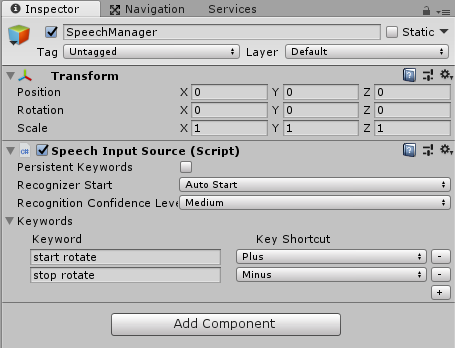 Inspector Navigation Services
SpeechManager Static
Tag Untagged Layer Default
Transform
Position X 0 Y 0 Z 0
Rotation X 0 Y 0 Z 0
Scale X 1 Y 1 Z 1
Speech Input Source (Script)
Persistent Keywords
Recognizer Start Auto Start
Recognition Confidence Leve Medium
Keywords
Keyword Key Shortcut
start rotate Plus -
stop rotate Minus -
+
Add Component